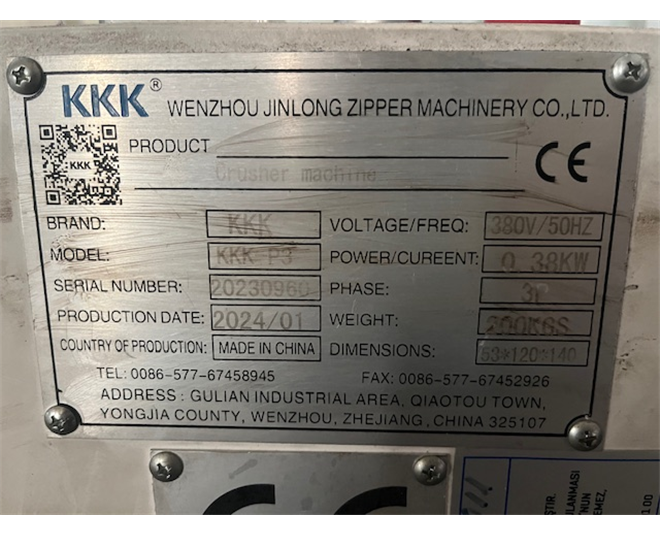 KKK® WENZHOU JINLONG ZIPPER MACHINERY CO.,LTD.
KKK
PRODUCT
Crusher machine
CE
BRAND: KKK VOLTAGE/FREQ: 380V/50HZ
MODEL: KKK-P3 POWER/CUREENT: 0.38KW
SERIAL NUMBER: 20230960 PHASE: 3P
PRODUCTION DATE: 2024/01 WEIGHT: 200KGS
COUNTRY OF PRODUCTION: MADE IN CHINA DIMENSIONS: 53*120*140
TEL: 0086-577-67458945 FAX: 0086-577-67452926
ADDRESS : GULIAN INDUSTRIAL AREA, QIAOTOU TOWN,
YONGJIA COUNTY, WENZHOU, ZHEJIANG, CHINA 325107
CE